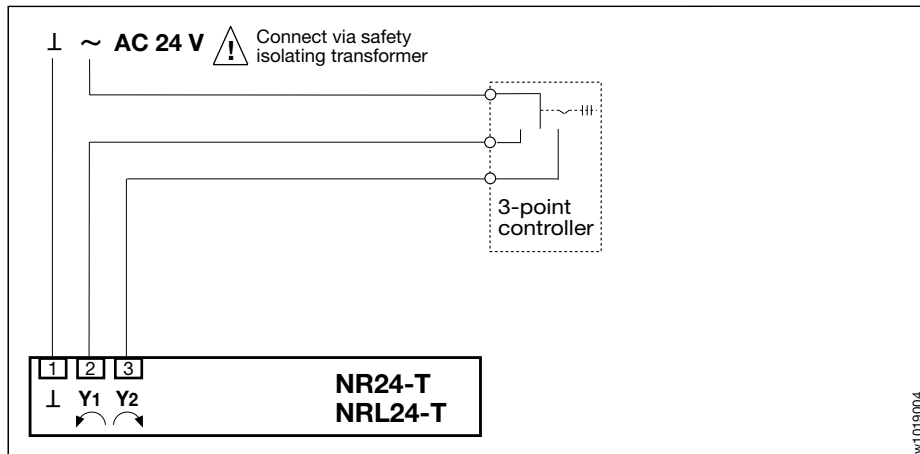 ⊥ ~ AC 24 V ! Connect via safety
isolating transformer
3-point
controller
1 2 3
⊥ Y1 Y2
NR24-T
NRL24-T
w1019004